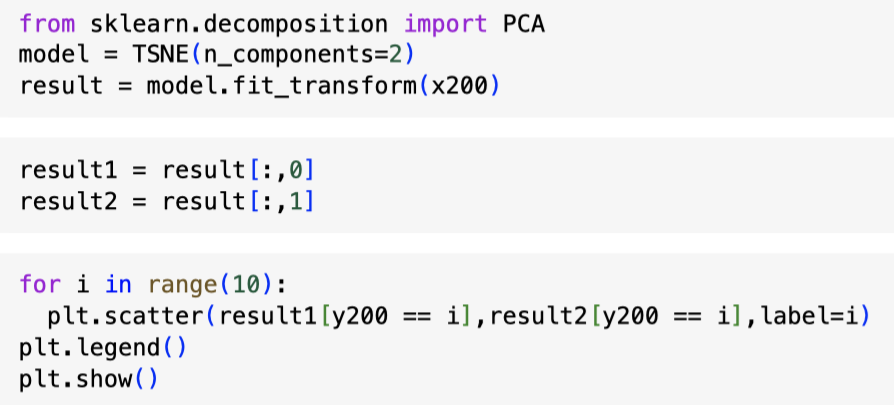 from sklearn.decomposition import PCA
model = TSNE(n_components=2)
result = model.fit_transform(x200)
result1 = result[:,0]
result2 = result[:,1]
for i in range(10):
  plt.scatter(result1[y200 == i],result2[y200 == i],label=i)
plt.legend()
plt.show()